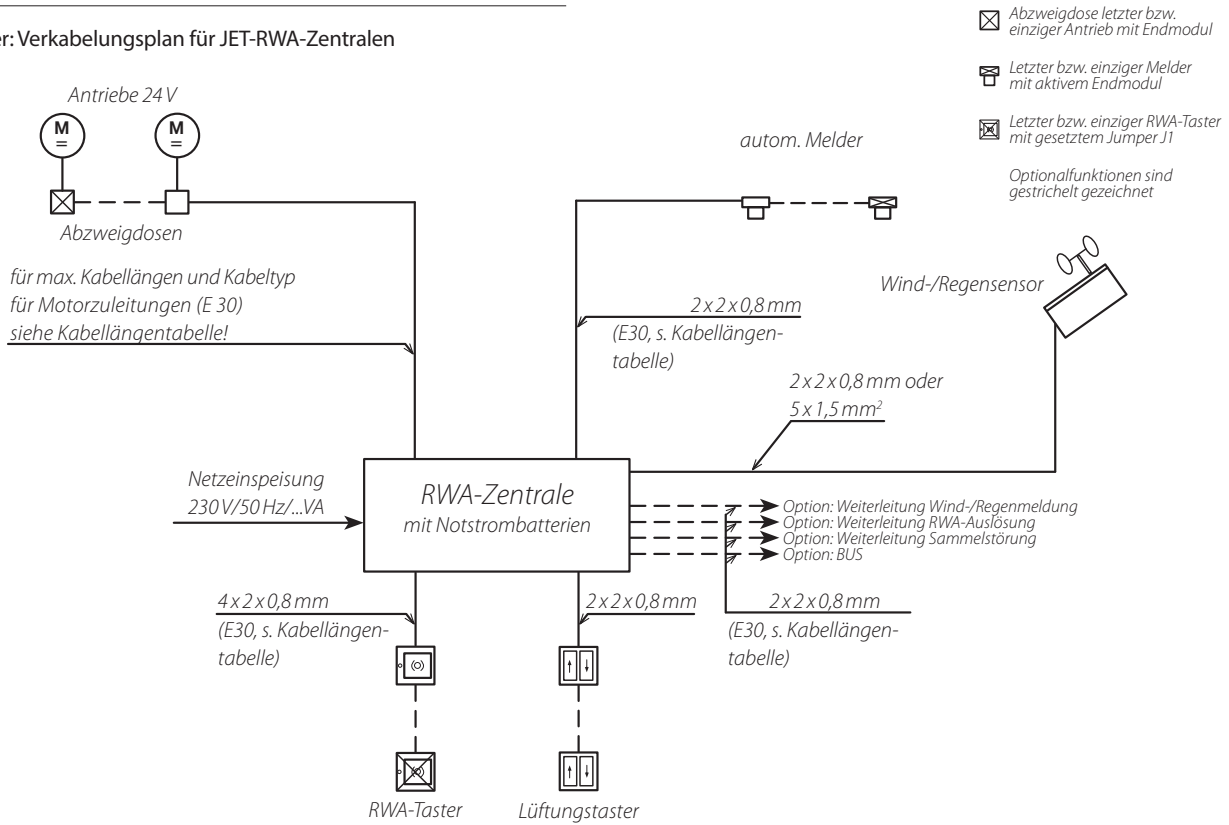 Verkabelungsplan für JET-RWA-Zentralen
Abzweigdose letzter bzw.
einziger Antrieb mit Endmodul
Letzter bzw. einziger Melder
mit aktivem Endmodul
Letzter bzw. einziger RWA-Taster
mit gesetztem Jumper J1
Optionalfunktionen sind
gestrichelt gezeichnet
Antriebe 24 V
M
=
M
=
Abzweigdosen
autom. Melder
für max. Kabellängen und Kabeltyp
für Motorzuleitungen (E 30)
siehe Kabellängentabelle!
Wind-/Regensensor
2 x 2 x 0,8 mm
(E30, s. Kabellängen-
tabelle)
2 x 2 x 0,8 mm oder
5 x 1,5 mm²
Netzeinspeisung
230 V/50 Hz/...VA
RWA-Zentrale
mit Notstrombatterien
Option: Weiterleitung Wind-/Regenmeldung
Option: Weiterleitung RWA-Auslösung
Option: Weiterleitung Sammelstörung
Option: BUS
4 x 2 x 0,8 mm
(E30, s. Kabellängen-
tabelle)
2 x 2 x 0,8 mm
2 x 2 x 0,8 mm
(E30, s. Kabellängen-
tabelle)
RWA-Taster
Lüftungstaster